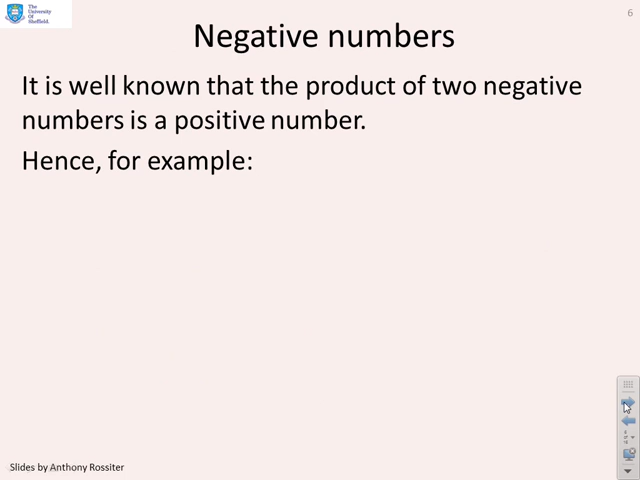 The
University
Of
Sheffield.
6
Negative numbers
It is well known that the product of two negative
numbers is a positive number.
Hence, for example:
Slides by Anthony Rossiter